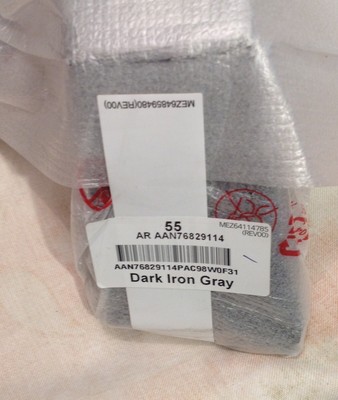 MEZ64859480(REV00)
55
MEZ64114785
(REV00)
AR AAN76829114
AAN76829114PAC98W0F31
Dark Iron Gray